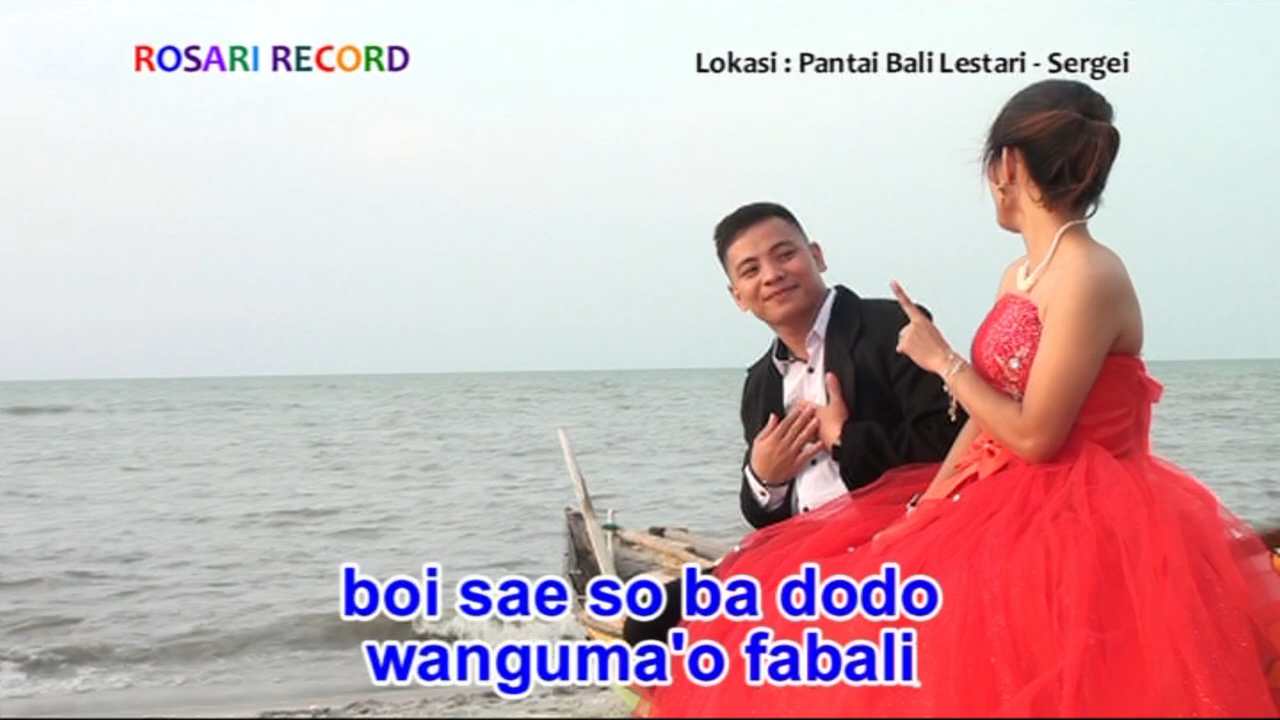 ROSARI RECORD
Lokasi : Pantai Bali Lestari - Sergei
boi sae so ba dodo
wanguma'o fabali